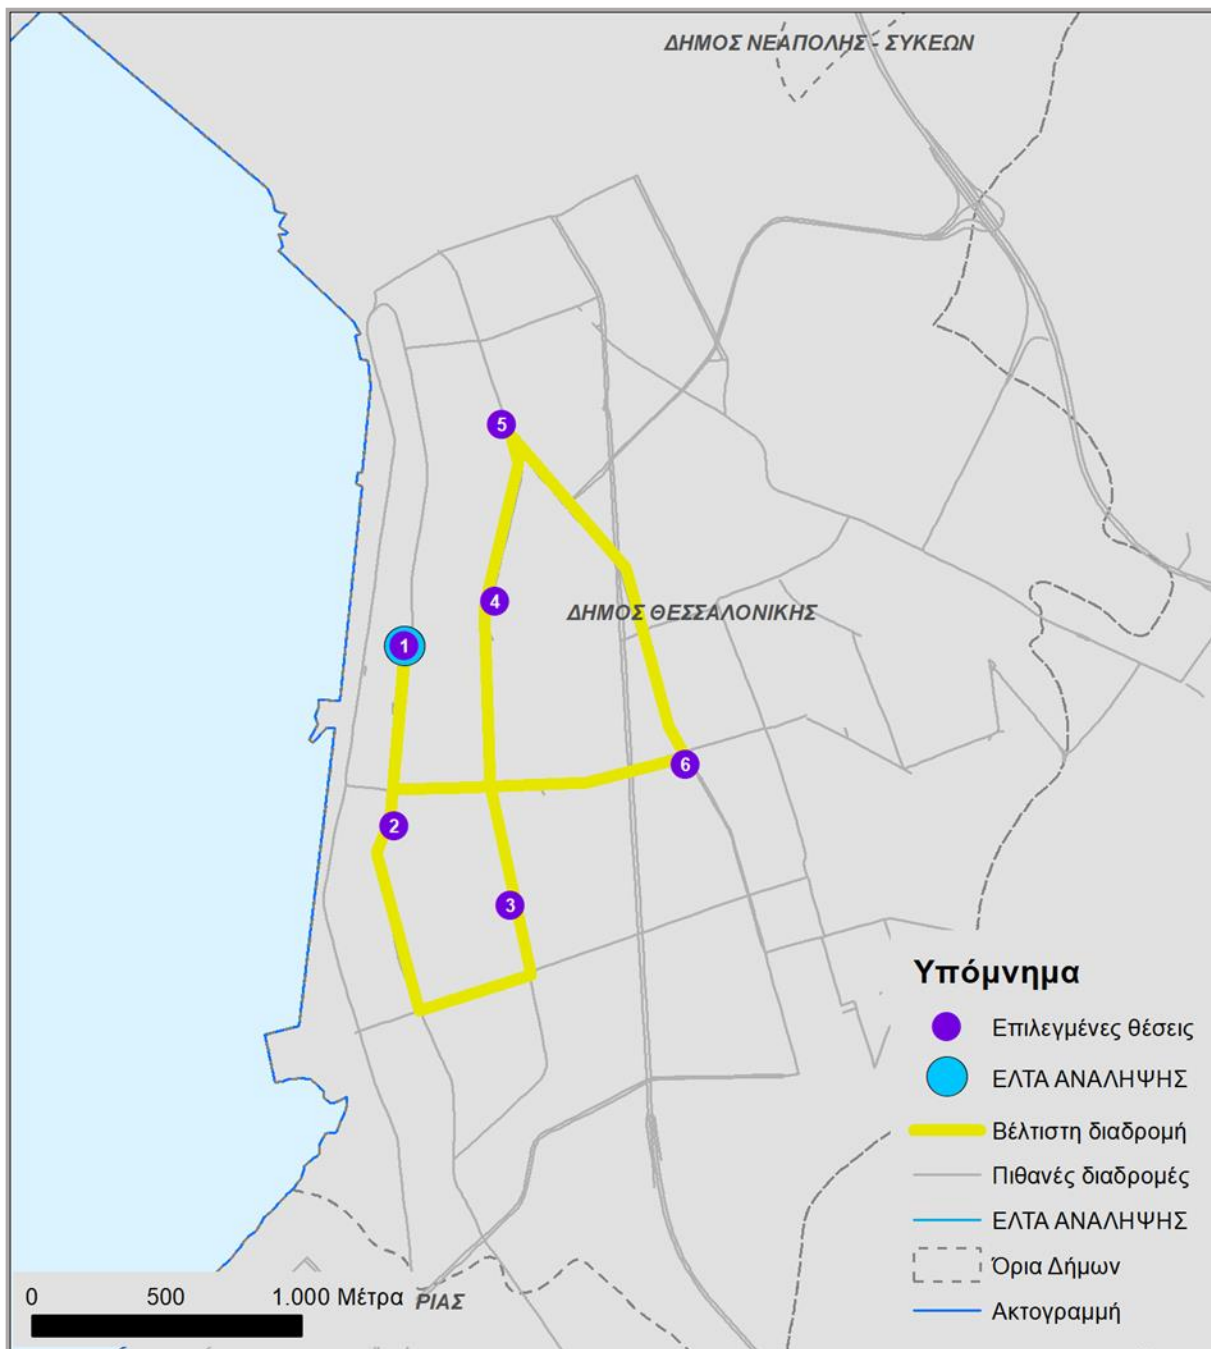 ΔΗΜΟΣ ΝΕΑΠΟΛΗΣ - ΣΥΚΕΩΝ
5
4
ΔΗΜΟΣ ΘΕΣΣΑΛΟΝΙΚΗΣ
1
6
2
3
Υπόμνημα
Επιλεγμένες θέσεις
ΕΛΤΑ ΑΝΑΛΗΨΗΣ
Βέλτιστη διαδρομή
Πιθανές διαδρομές
ΕΛΤΑ ΑΝΑΛΗΨΗΣ
Όρια Δήμων
Ακτογραμμή
0 500 1.000 Μέτρα
ΡΙΑΣ